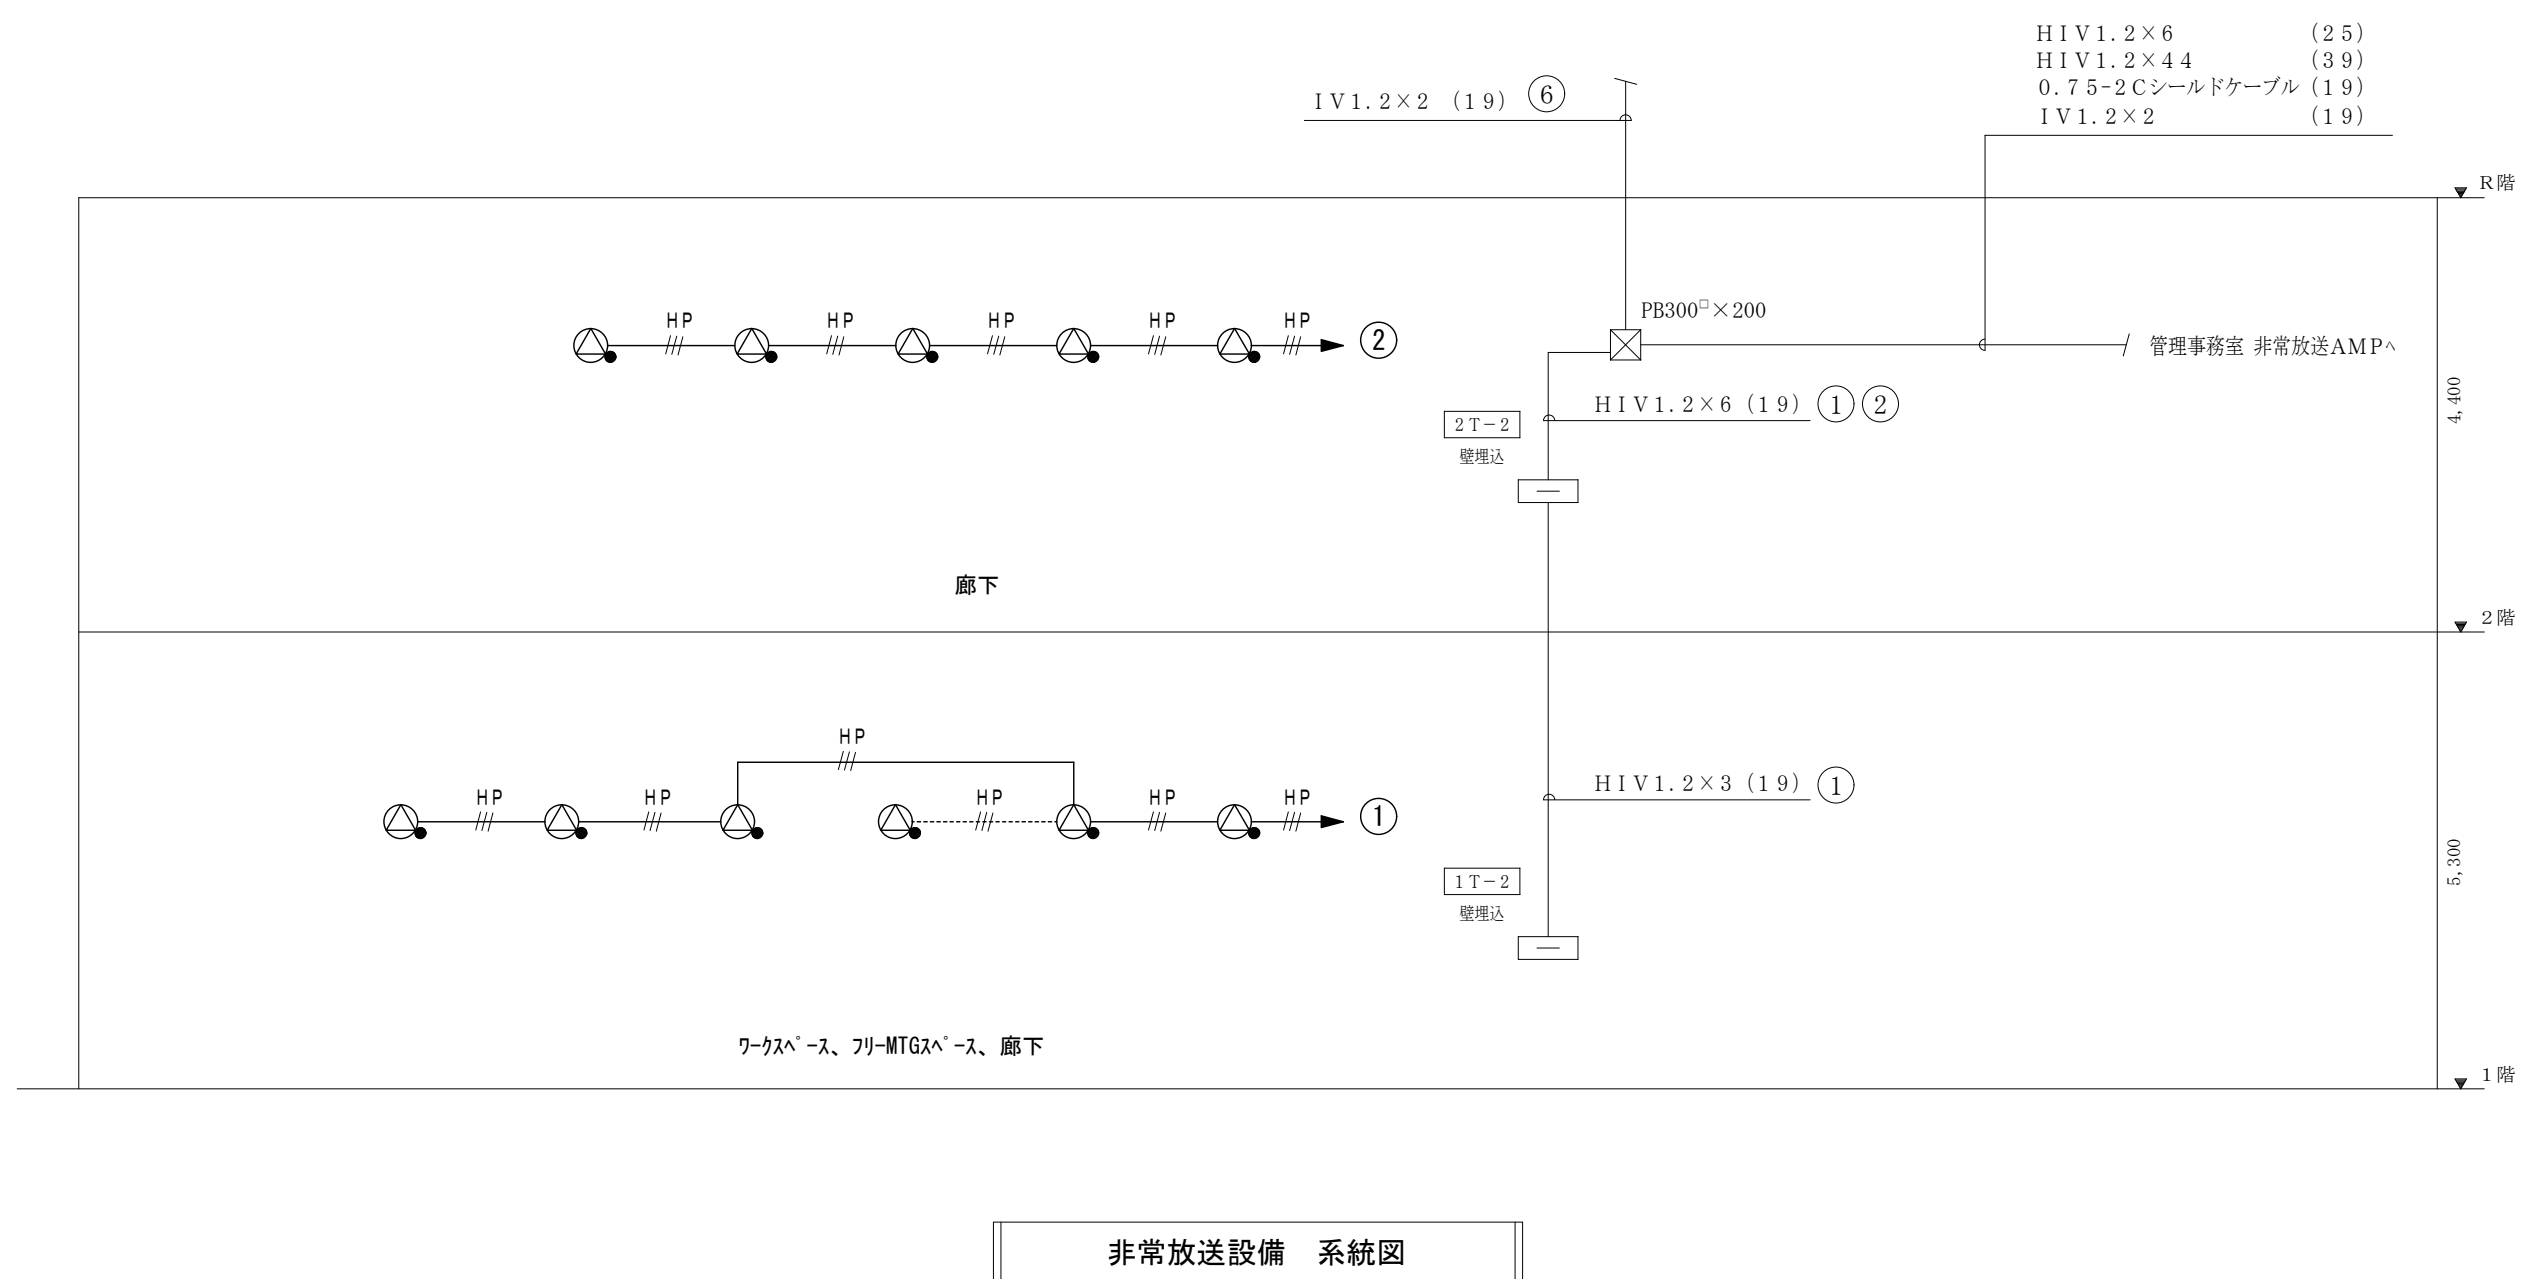 ＨＩＶ１.２×６ (２５)
ＨＩＶ１.２×４４ (３９)
０.７５-２Ｃシールドケーブル (１９)
ＩＶ１.２×２ (１９)
ＩＶ１.２×２ (１９) ⑥
Ｒ階
PB300□×200
ＨＰ ＨＰ ＨＰ ＨＰ ＨＰ
②
管理事務室 非常放送ＡＭＰへ
ＨＩＶ１.２×６ (１９) ① ②
２Ｔ－２
壁埋込
4,400
廊下
２階
ＨＰ
ＨＰ ＨＰ ＨＰ ＨＰ ＨＰ
①
ＨＩＶ１.２×３ (１９) ①
１Ｔ－２
壁埋込
5,300
ﾜｰｸｽﾍﾟｰｽ、ﾌﾘｰMTGｽﾍﾟｰｽ、廊下
１階
非常放送設備　系統図